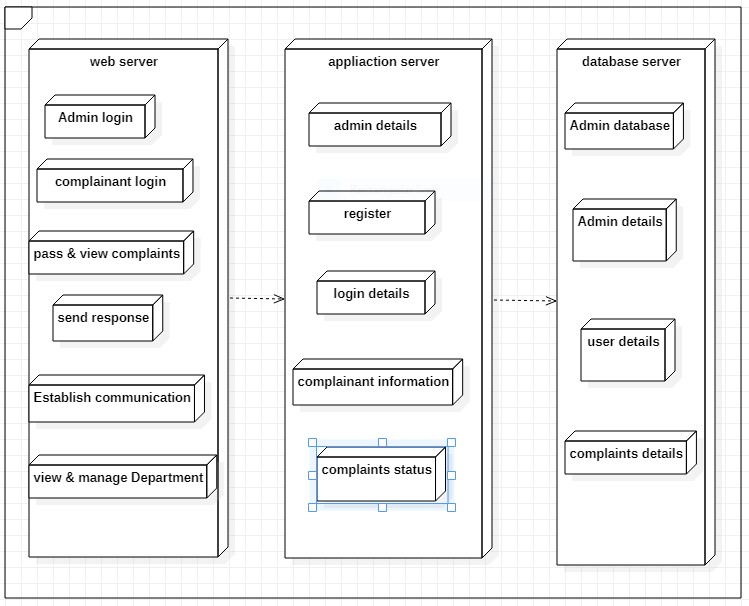 web server
Admin login
complainant login
pass & view complaints
send response
Establish communication
view & manage Department
appliaction server
admin details
register
login details
complainant information
complaints status
database server
Admin database
Admin details
user details
complaints details